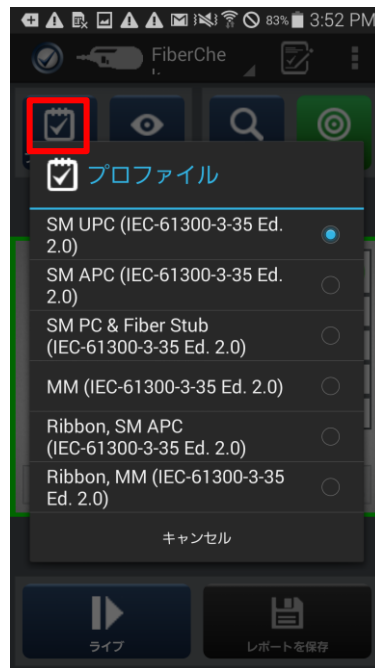 83% 3:52 PM
FiberChe
プロファイル
SM UPC (IEC-61300-3-35 Ed.
2.0)
SM APC (IEC-61300-3-35 Ed.
2.0)
SM PC & Fiber Stub
(IEC-61300-3-35 Ed. 2.0)
MM (IEC-61300-3-35 Ed. 2.0)
Ribbon, SM APC
(IEC-61300-3-35 Ed. 2.0)
Ribbon, MM (IEC-61300-3-35
Ed. 2.0)
キャンセル
ライブ
レポートを保存